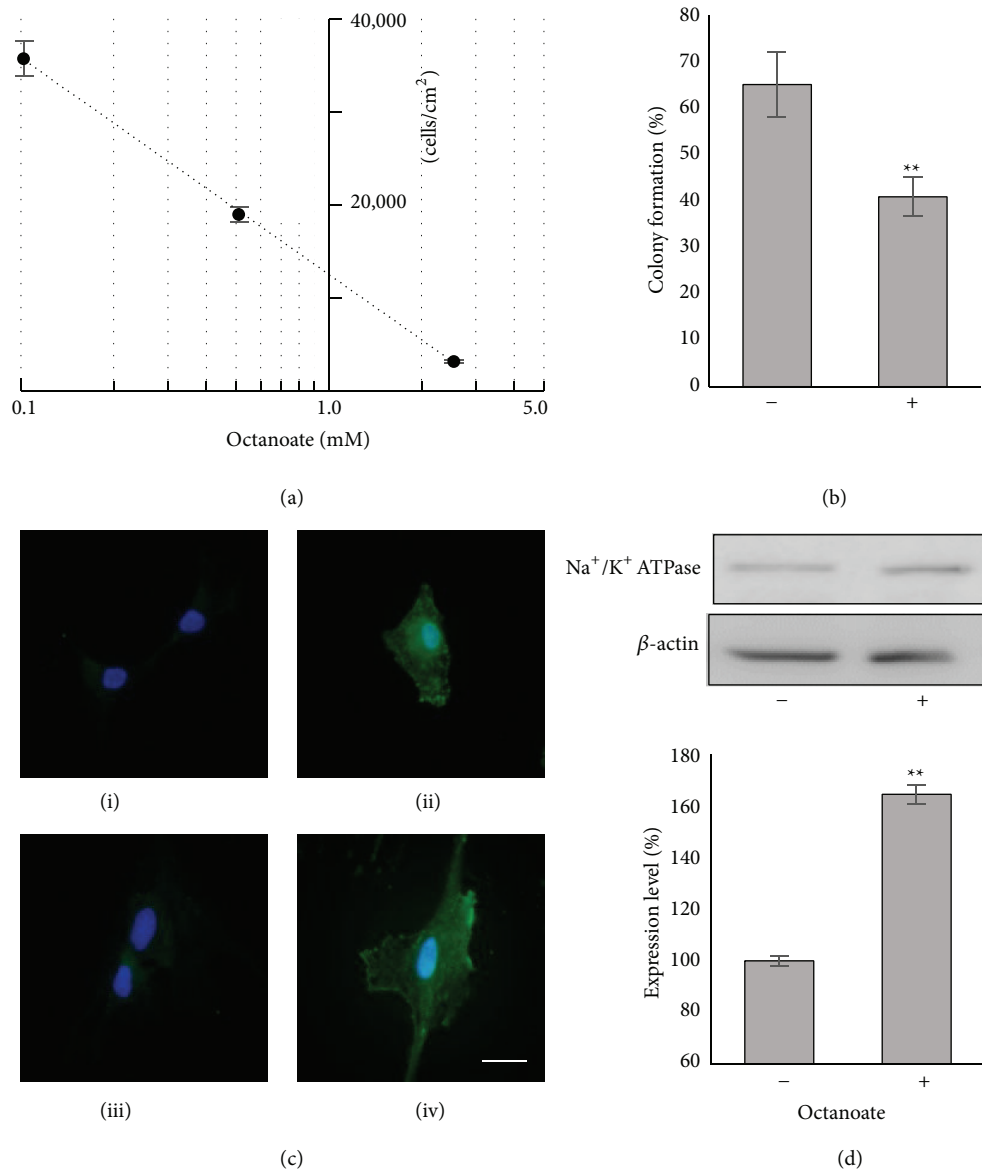 40,000
20,000
(cells/cm²)
0.1 1.0 5.0
Octanoate (mM)
(a)
80
70
60
50
40
30
20
10
0
Colony formation (%)
**
− +
(b)
(i) (ii)
(iii) (iv)
(c)
Na⁺/K⁺ ATPase
β-actin
− +
180
160
140
120
100
80
60
Expression level (%)
**
− +
Octanoate
(d)